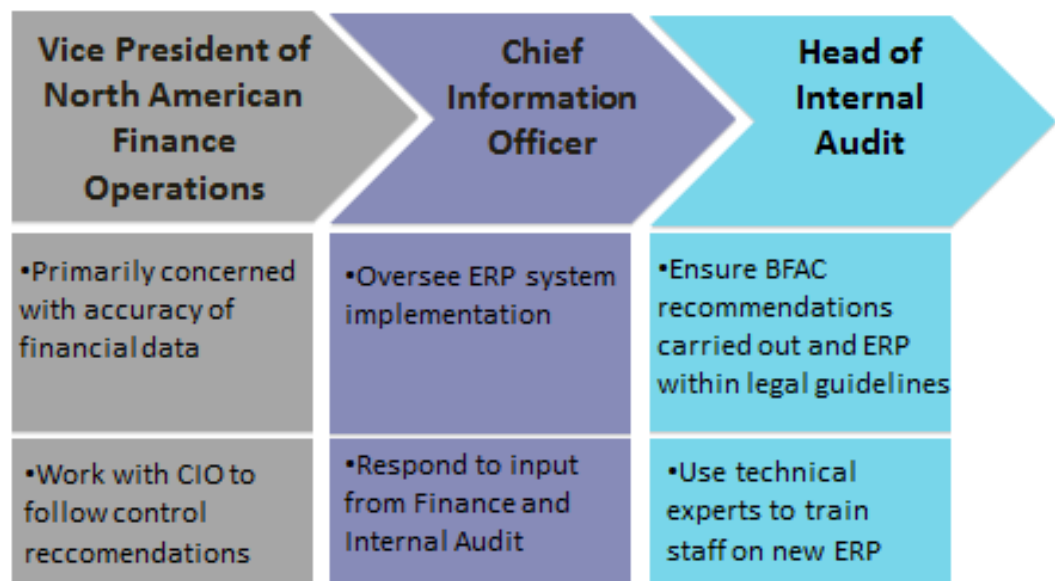 Vice President of
North American
Finance
Operations
Chief
Information
Officer
Head of
Internal
Audit
•Primarily concerned
with accuracy of
financial data
•Oversee ERP system
implementation
•Ensure BFAC
recommendations
carried out and ERP
within legal guidelines
•Work with CIO to
follow control
reccomendations
•Respond to input
from Finance and
Internal Audit
•Use technical
experts to train
staff on new ERP